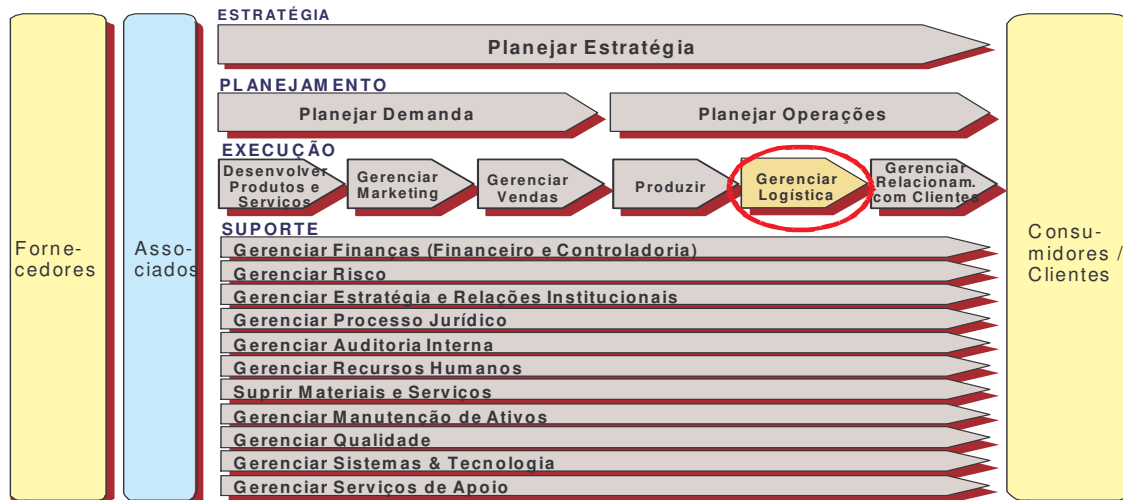 ESTRATÉGIA
Planejar Estratégia
PLANEJAMENTO
Planejar Demanda
Planejar Operações
EXECUÇÃO
Desenvolver
Produtos e
Serviços
Gerenciar
Marketing
Gerenciar
Vendas
Produzir
Gerenciar
Logística
Gerenciar
Relacionam.
com Clientes
SUPORTE
Gerenciar Finanças (Financeiro e Controladoria)
Gerenciar Risco
Gerenciar Estratégia e Relações Institucionais
Gerenciar Processo Jurídico
Gerenciar Auditoria Interna
Gerenciar Recursos Humanos
Suprir Materiais e Serviços
Gerenciar Manutenção de Ativos
Gerenciar Qualidade
Gerenciar Sistemas & Tecnologia
Gerenciar Serviços de Apoio
Forne-
cedores
Asso-
ciados
Consu-
midores /
Clientes